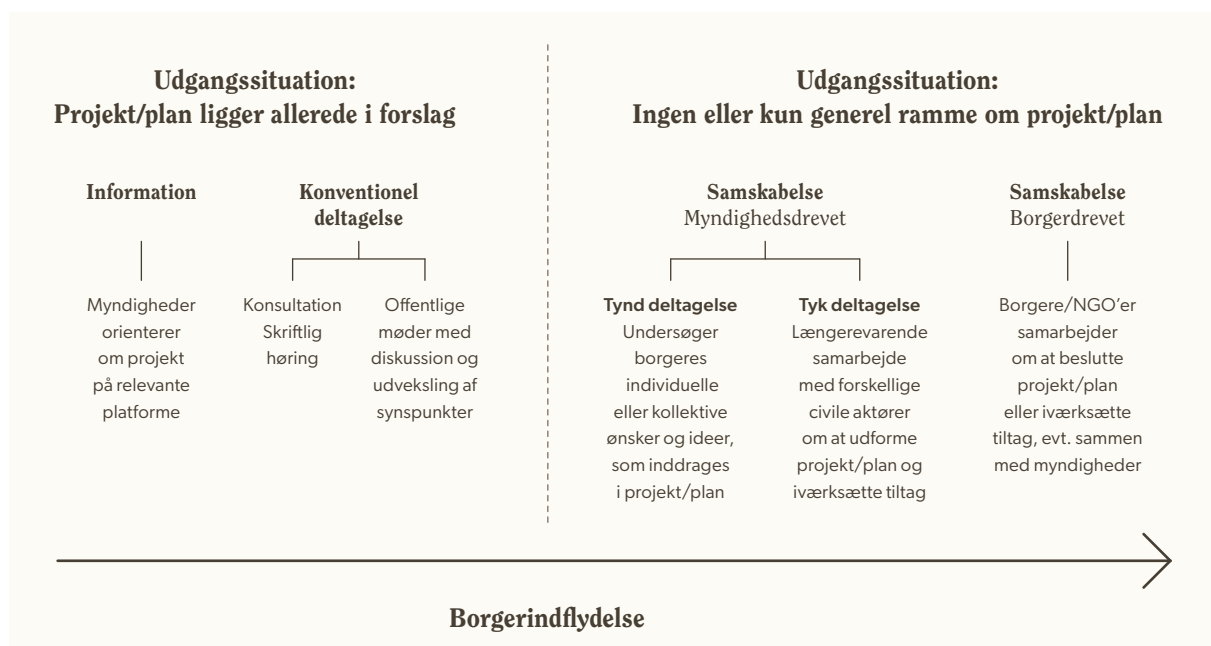 Udgangssituation:
Projekt/plan ligger allerede i forslag
Information
Myndigheder
orienterer
om projekt
på relevante
platforme
Konventionel
deltagelse
Konsultation
Skriftlig
høring
Offentlige
møder med
diskussion og
udveksling af
synspunkter
Udgangssituation:
Ingen eller kun generel ramme om projekt/plan
Samskabelse
Myndighedsdrevet
Tynd deltagelse
Undersøger
borgeres
individuelle
eller kollektive
ønsker og ideer,
som inddrages
i projekt/plan
Tyk deltagelse
Længerevarende
samarbejde
med forskellige
civile aktører
om at udforme
projekt/plan og
iværksætte tiltag
Samskabelse
Borgerdrevet
Borgere/NGO’er
samarbejder
om at beslutte
projekt/plan
eller iværksætte
tiltag, evt. sammen
med myndigheder
Borgerindflydelse